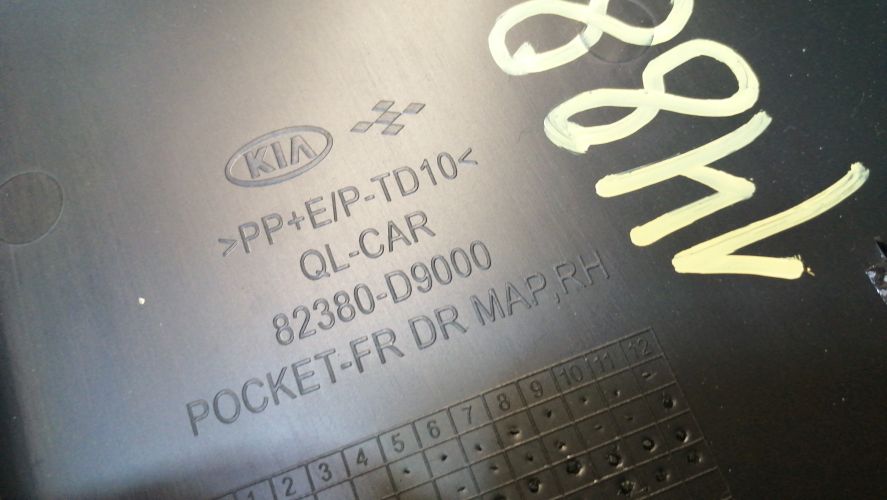 KIA
>PP+E/P-TD10<
QL-CAR
82380-D9000
POCKET-FR DR MAP,RH
1 2 3 4 5 6 7 8 9 10 11 12